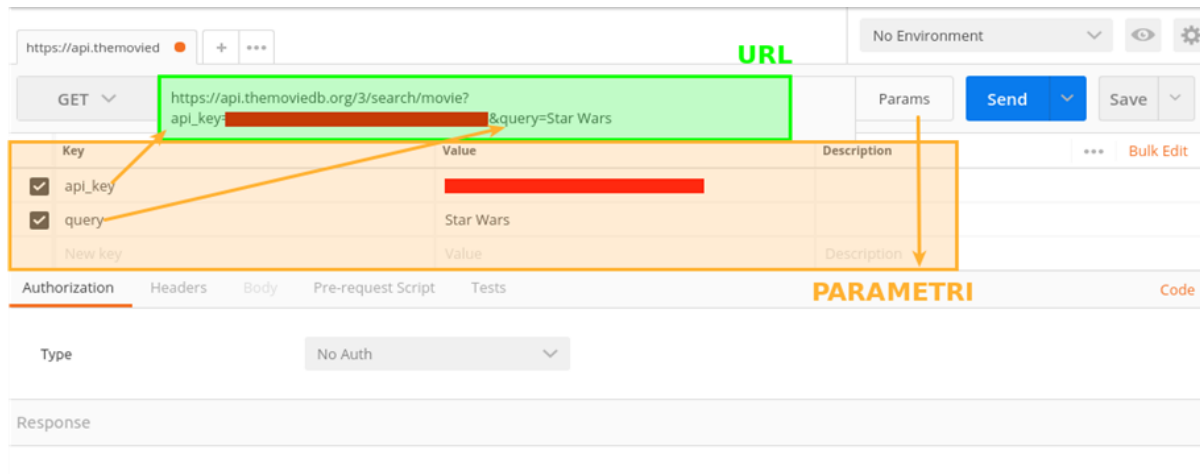 https://api.themovied
+
No Environment
URL
GET
https://api.themoviedb.org/3/search/movie?
api_key= &query=Star Wars
Params
Send
Save
Key Value Description
Bulk Edit
api_key
query Star Wars
New key Value Description
Authorization Headers Body Pre-request Script Tests
PARAMETRI
Code
Type No Auth
Response